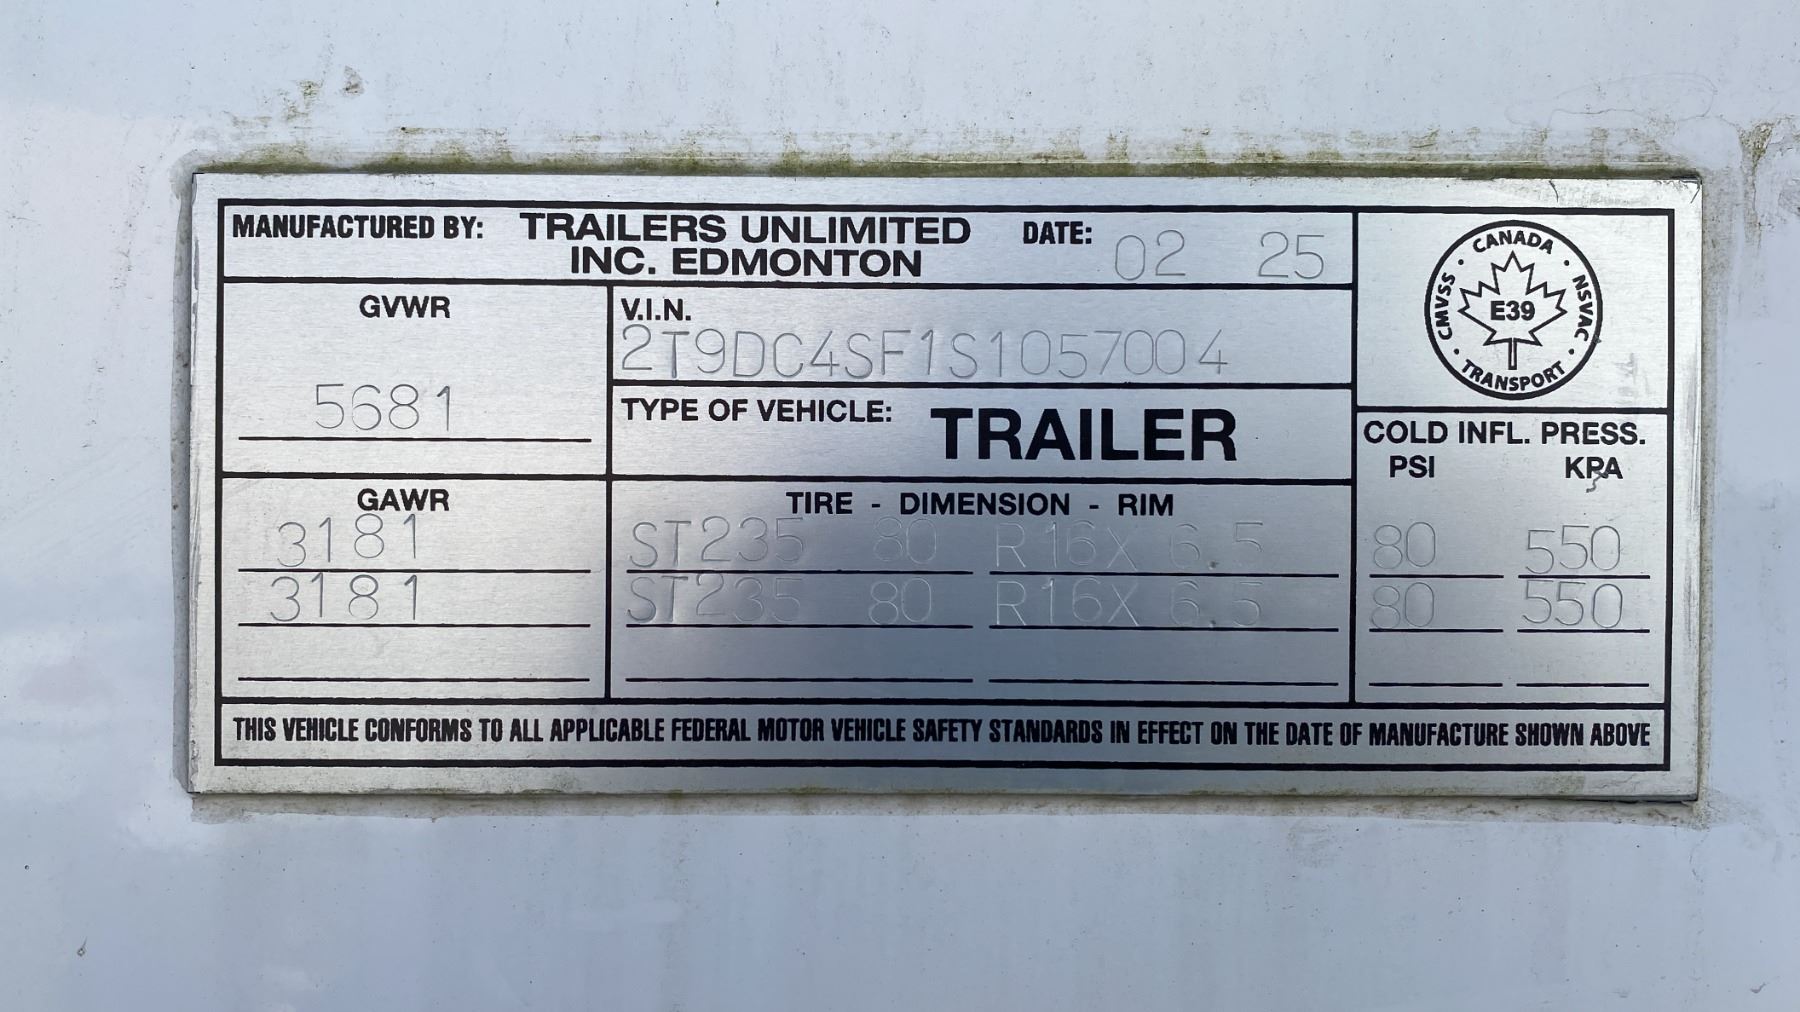 MANUFACTURED BY: TRAILERS UNLIMITED INC. EDMONTON DATE: 02 25
CANADA
CMVSS E39 NSVAC
TRANSPORT
GVWR
5681
V.I.N.
2T9DC4SF1S1057004
TYPE OF VEHICLE: TRAILER
COLD INFL. PRESS.
PSI KPA
GAWR TIRE - DIMENSION - RIM
3181 ST235 80 R16X 6.5 80 550
3181 ST235 80 R16X 6.5 80 550
THIS VEHICLE CONFORMS TO ALL APPLICABLE FEDERAL MOTOR VEHICLE SAFETY STANDARDS IN EFFECT ON THE DATE OF MANUFACTURE SHOWN ABOVE